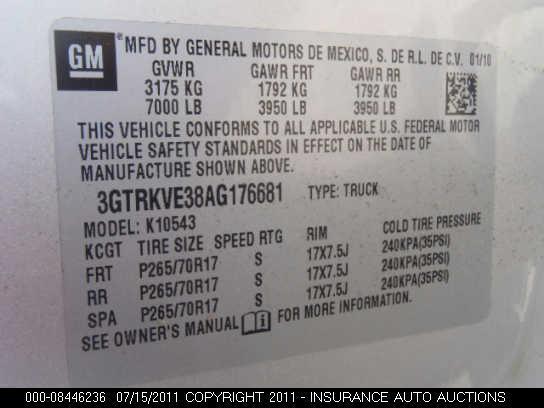 GM MFD BY GENERAL MOTORS DE MEXICO, S. DE R.L. DE C.V. 01/10
GVWR GAWR FRT GAWR RR
3175 KG 1792 KG 1792 KG
7000 LB 3950 LB 3950 LB
THIS VEHICLE CONFORMS TO ALL APPLICABLE U.S. FEDERAL MOTOR
VEHICLE SAFETY STANDARDS IN EFFECT ON THE DATE OF
MANUFACTURE SHOWN ABOVE.
3GTRKVE38AG176681 TYPE: TRUCK
MODEL: K10543
KCGT TIRE SIZE SPEED RTG RIM COLD TIRE PRESSURE
FRT P265/70R17 S 17X7.5J 240KPA(35PSI)
RR P265/70R17 S 17X7.5J 240KPA(35PSI)
SPA P265/70R17 S 17X7.5J 240KPA(35PSI)
SEE OWNER'S MANUAL i FOR MORE INFORMATION.
000-08446236 07/15/2011 COPYRIGHT 2011 - INSURANCE AUTO AUCTIONS